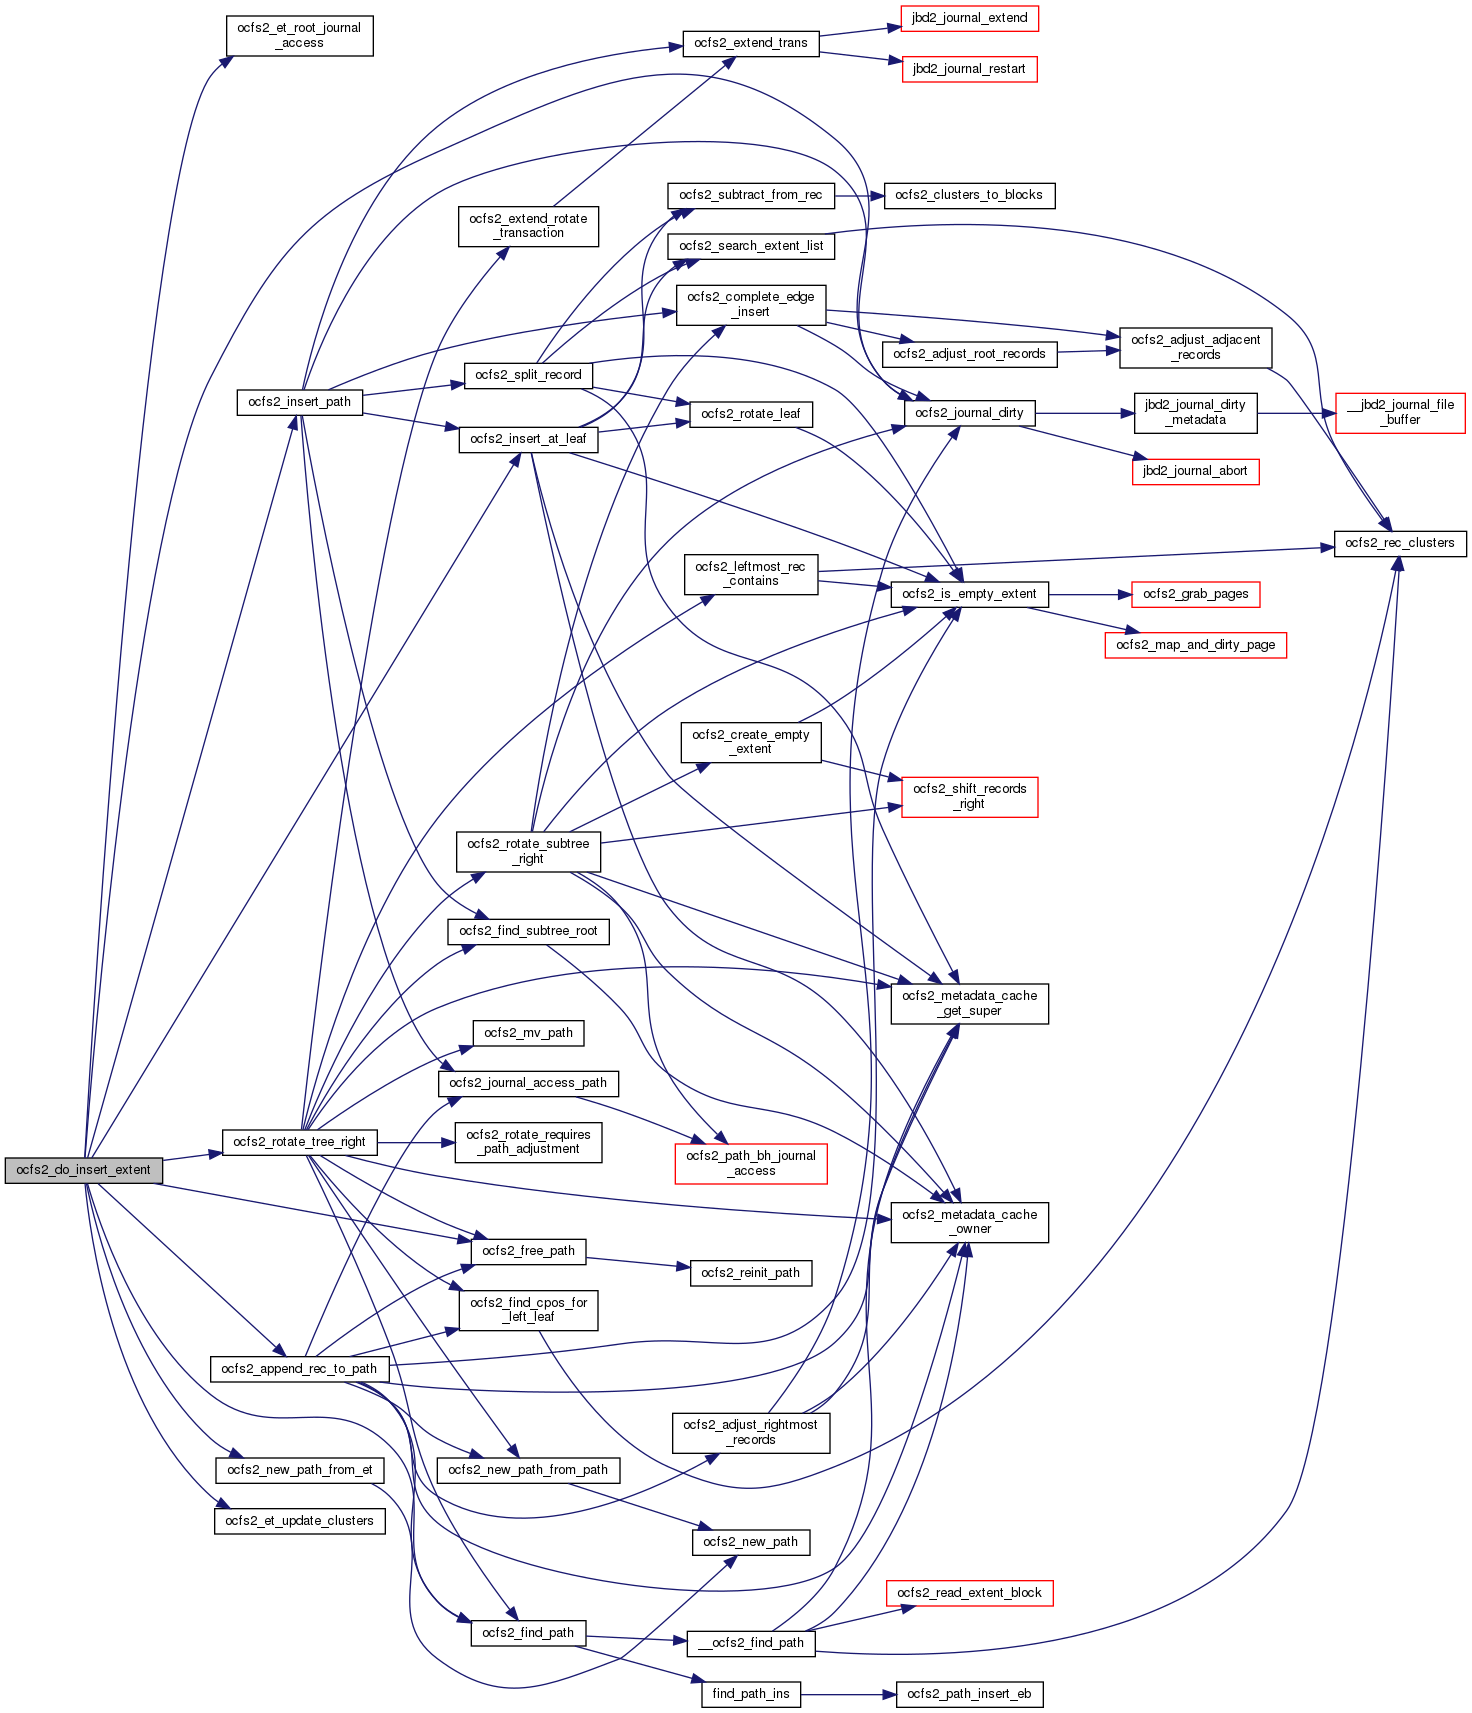 ocfs2_et_root_journal
_access
jbd2_journal_extend
ocfs2_extend_trans
jbd2_journal_restart
ocfs2_subtract_from_rec
ocfs2_clusters_to_blocks
ocfs2_extend_rotate
_transaction
ocfs2_search_extent_list
ocfs2_complete_edge
_insert
ocfs2_adjust_root_records
ocfs2_adjust_adjacent
_records
ocfs2_split_record
ocfs2_insert_path
ocfs2_rotate_leaf
ocfs2_journal_dirty
jbd2_journal_dirty
_metadata
__jbd2_journal_file
_buffer
ocfs2_insert_at_leaf
jbd2_journal_abort
ocfs2_rec_clusters
ocfs2_leftmost_rec
_contains
ocfs2_is_empty_extent
ocfs2_grab_pages
ocfs2_map_and_dirty_page
ocfs2_create_empty
_extent
ocfs2_shift_records
_right
ocfs2_rotate_subtree
_right
ocfs2_find_subtree_root
ocfs2_metadata_cache
_get_super
ocfs2_mv_path
ocfs2_journal_access_path
ocfs2_rotate_tree_right
ocfs2_rotate_requires
_path_adjustment
ocfs2_path_bh_journal
_access
ocfs2_do_insert_extent
ocfs2_metadata_cache
_owner
ocfs2_free_path
ocfs2_reinit_path
ocfs2_find_cpos_for
_left_leaf
ocfs2_append_rec_to_path
ocfs2_adjust_rightmost
_records
ocfs2_new_path_from_et
ocfs2_new_path_from_path
ocfs2_et_update_clusters
ocfs2_new_path
ocfs2_read_extent_block
ocfs2_find_path
__ocfs2_find_path
find_path_ins
ocfs2_path_insert_eb